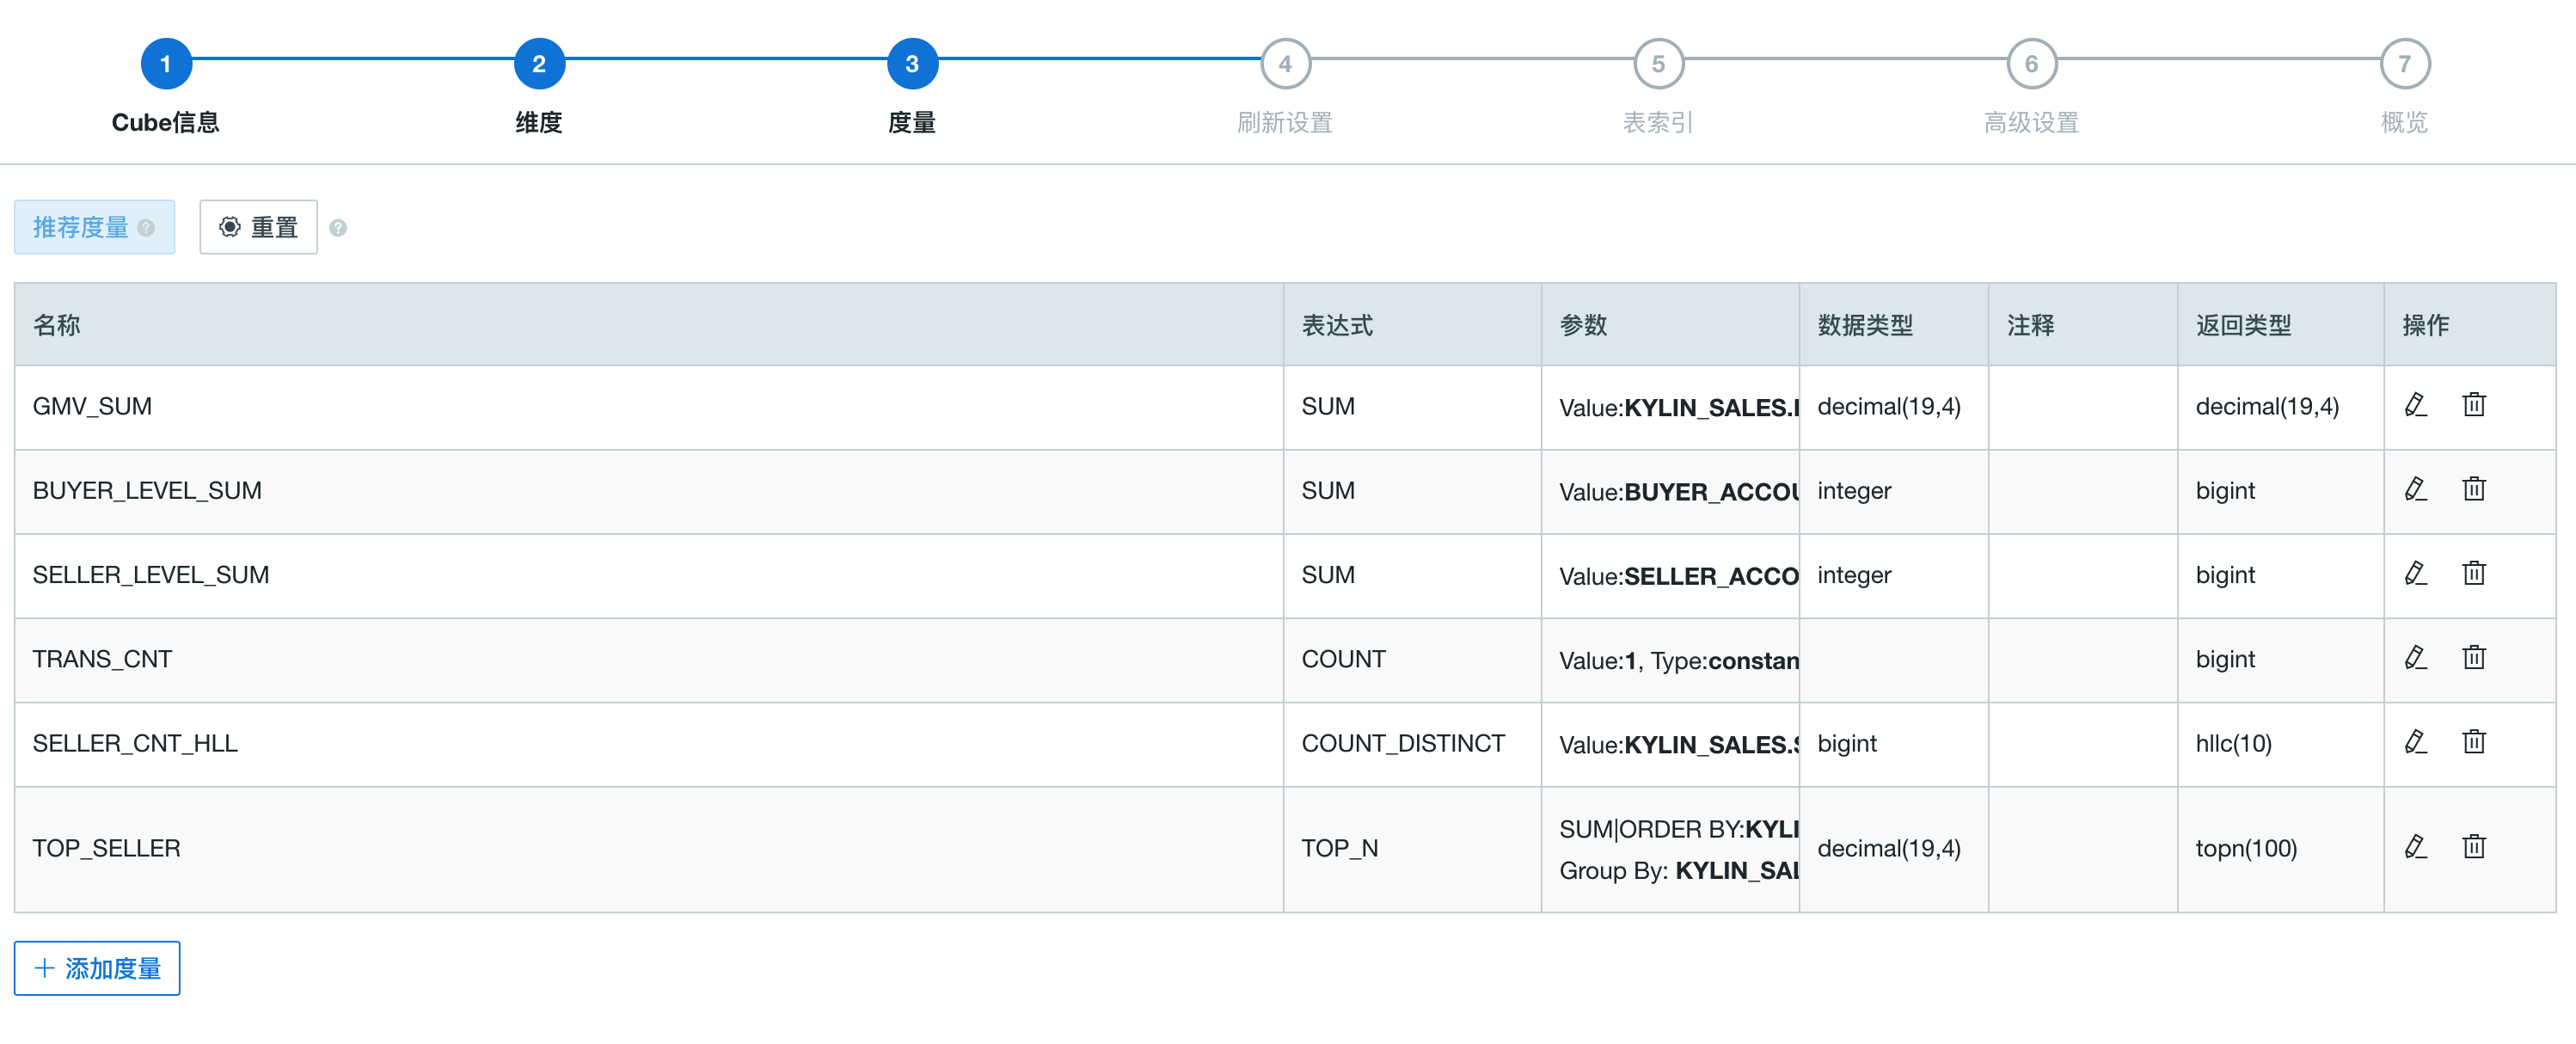 1 2 3 4 5 6 7
Cube信息 维度 度量 刷新设置 表索引 高级设置 概览
推荐度量 ? 重置 ?
名称 表达式 参数 数据类型 注释 返回类型 操作
GMV_SUM SUM Value:KYLIN_SALES. decimal(19,4) decimal(19,4)
BUYER_LEVEL_SUM SUM Value:BUYER_ACCOU integer bigint
SELLER_LEVEL_SUM SUM Value:SELLER_ACCO integer bigint
TRANS_CNT COUNT Value:1, Type:constan bigint
SELLER_CNT_HLL COUNT_DISTINCT Value:KYLIN_SALES.S bigint hllc(10)
SUM|ORDER BY:KYLI
TOP_SELLER TOP_N decimal(19,4) topn(100)
Group By: KYLIN_SAL
添加度量